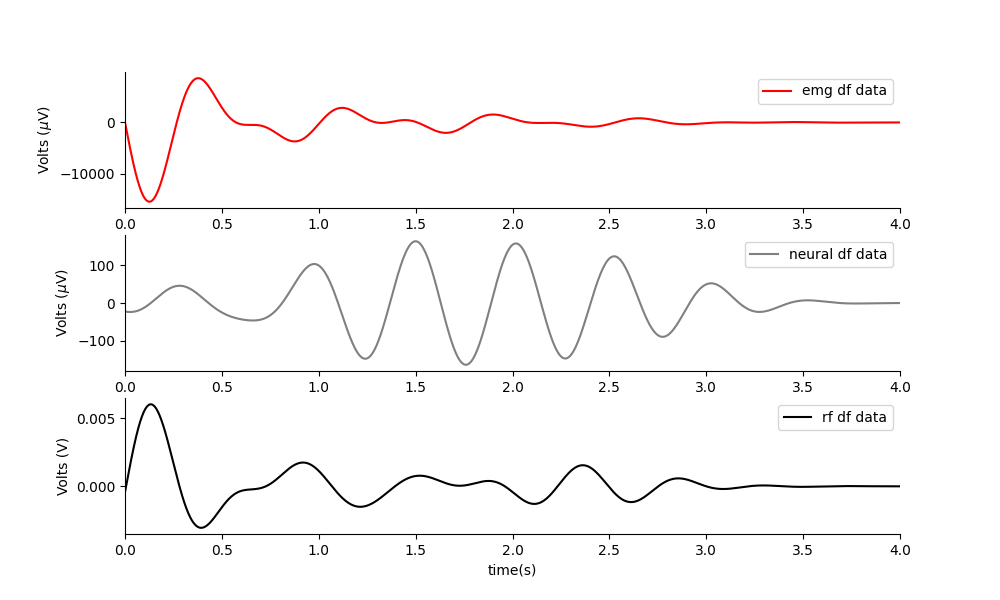 emg df data
Volts (μV)
0
−10000
0.0 0.5 1.0 1.5 2.0 2.5 3.0 3.5 4.0
neural df data
Volts (μV)
100
0
−100
0.0 0.5 1.0 1.5 2.0 2.5 3.0 3.5 4.0
rf df data
Volts (V)
0.005
0.000
0.0 0.5 1.0 1.5 2.0 2.5 3.0 3.5 4.0
time(s)